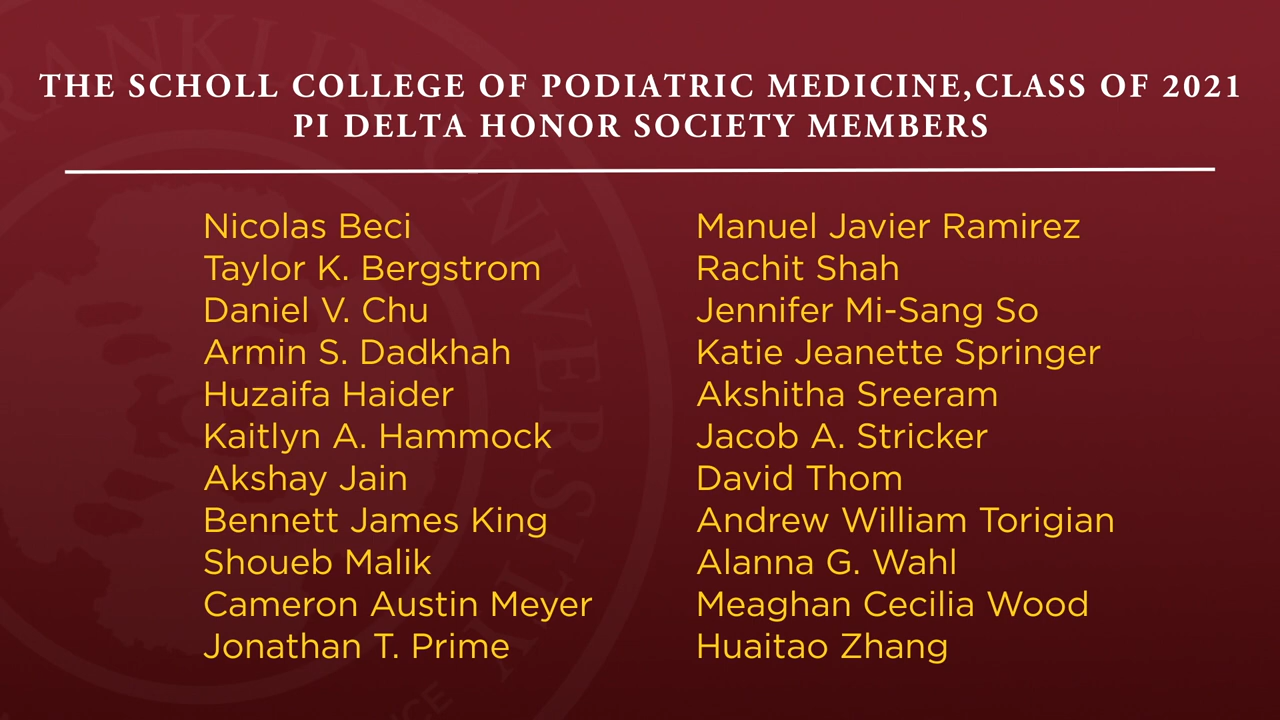 THE SCHOLL COLLEGE OF PODIATRIC MEDICINE,CLASS OF 2021
PI DELTA HONOR SOCIETY MEMBERS
Nicolas Beci
Taylor K. Bergstrom
Daniel V. Chu
Armin S. Dadkhah
Huzaifa Haider
Kaitlyn A. Hammock
Akshay Jain
Bennett James King
Shoueb Malik
Cameron Austin Meyer
Jonathan T. Prime
Manuel Javier Ramirez
Rachit Shah
Jennifer Mi-Sang So
Katie Jeanette Springer
Akshitha Sreeram
Jacob A. Stricker
David Thom
Andrew William Torigian
Alanna G. Wahl
Meaghan Cecilia Wood
Huaitao Zhang
UNIVERSITY